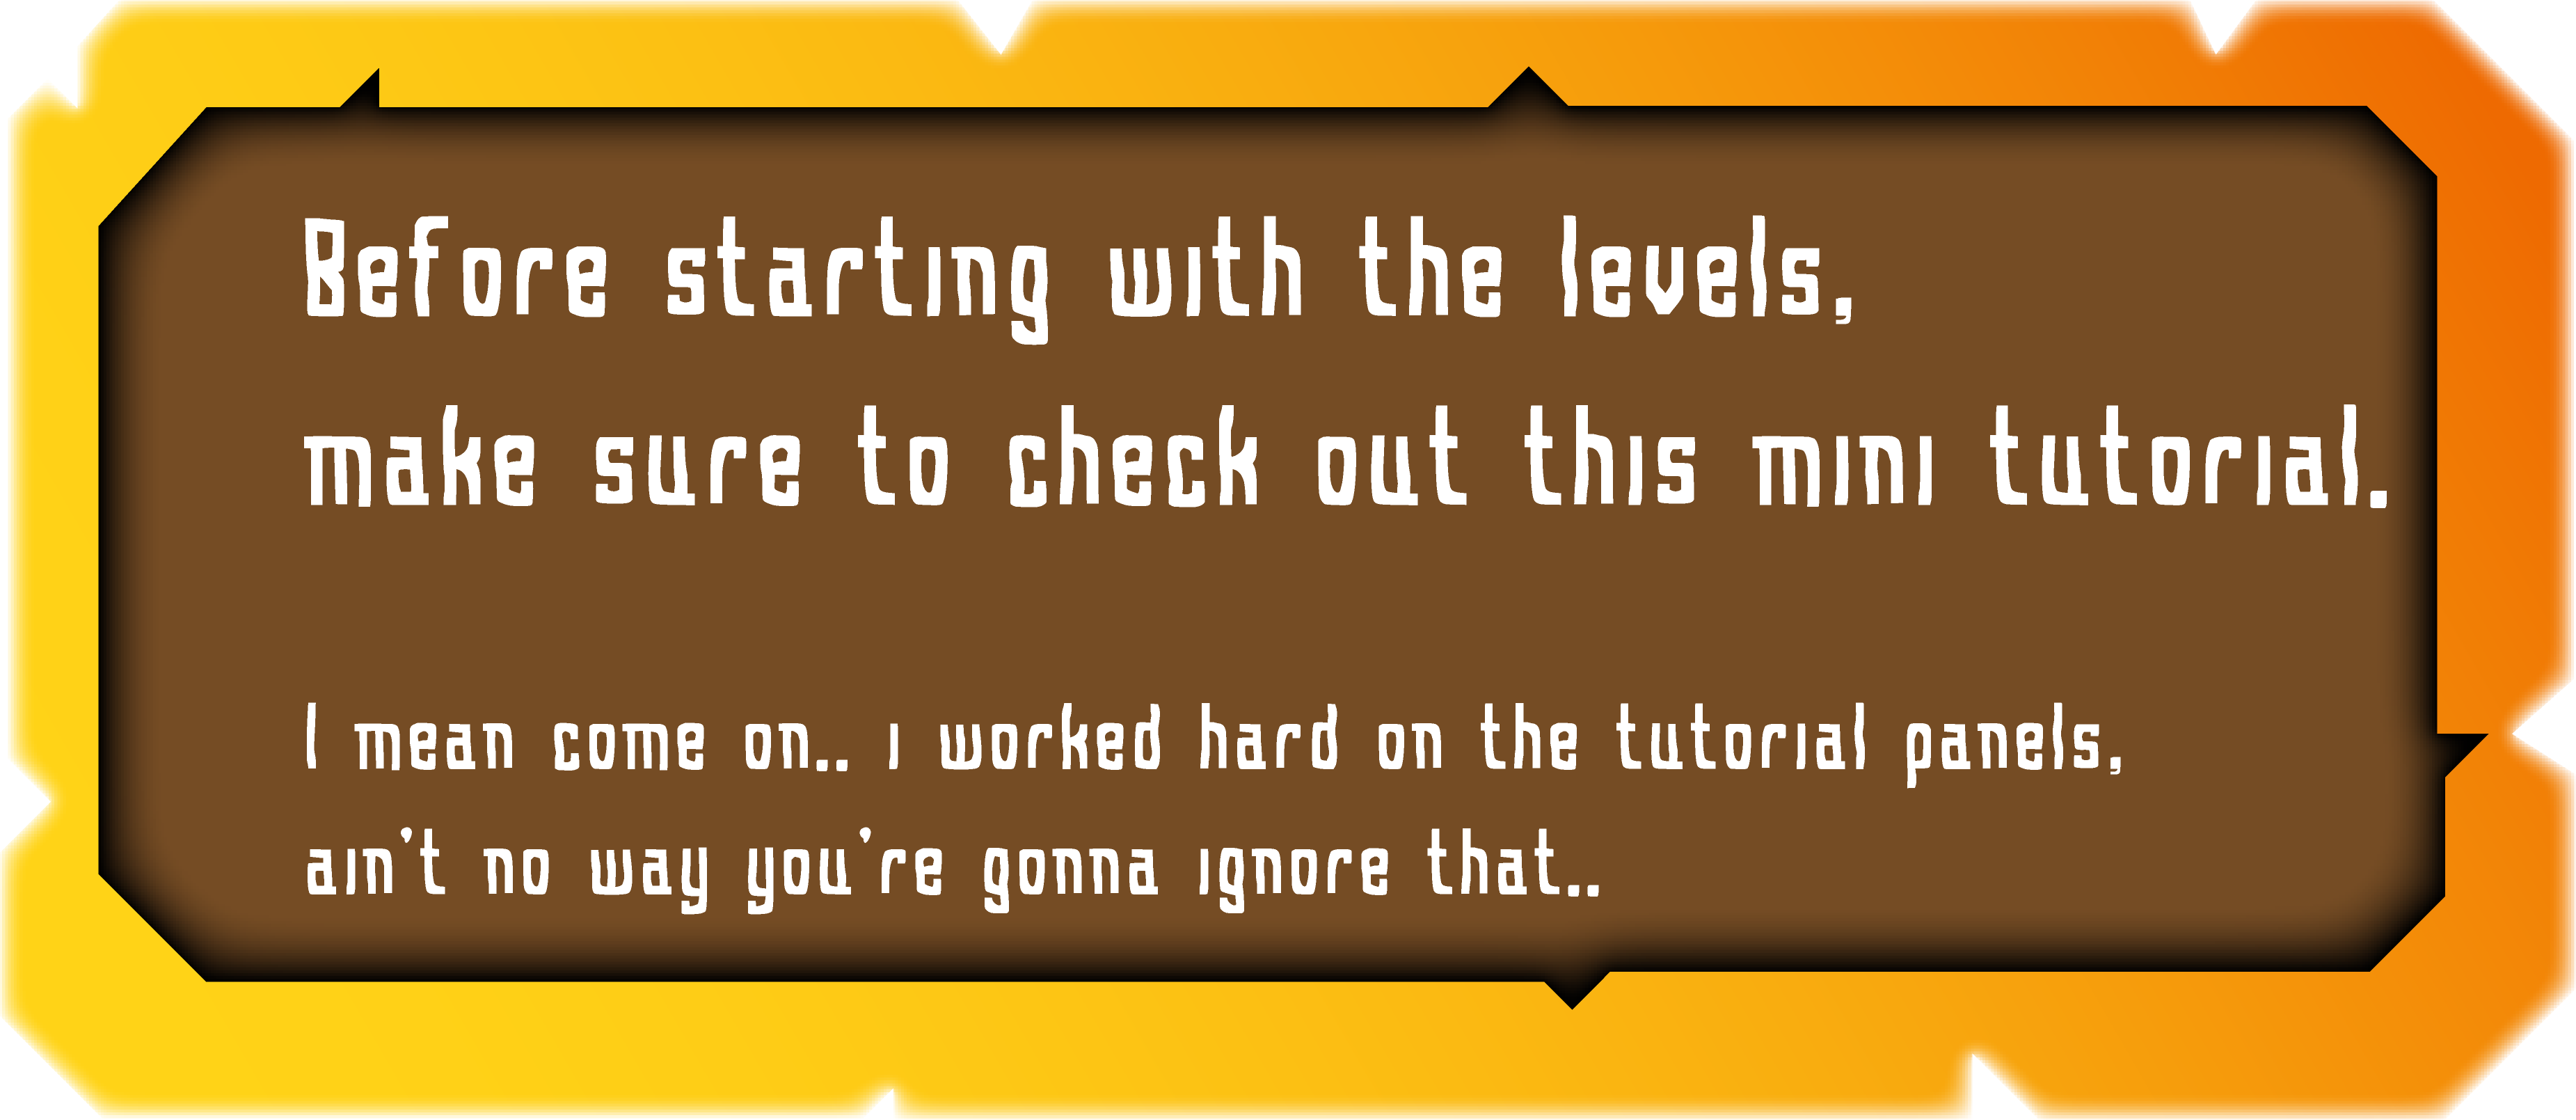 Before starting with the levels,
make sure to check out this mini tutorial.
I mean come on.. i worked hard on the tutorial panels,
ain't no way you're gonna ignore that..